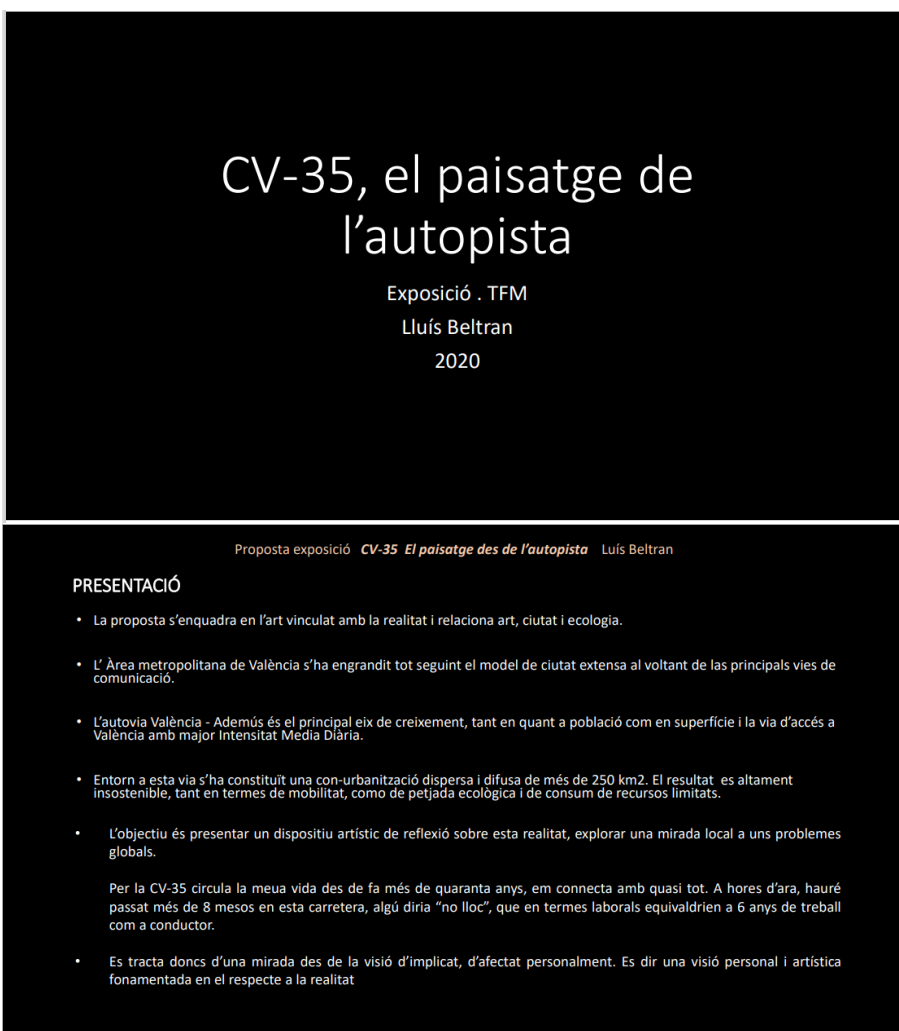 CV-35, el paisatge de
l’autopista
Exposició . TFM
Lluís Beltran
2020
Proposta exposició CV-35 El paisatge des de l’autopista Luís Beltran
PRESENTACIÓ
• La proposta s’enquadra en l’art vinculat amb la realitat i relaciona art, ciutat i ecologia.
• L’ Àrea metropolitana de València s’ha engrandit tot seguint el model de ciutat extensa al voltant de las principals vies de
comunicació.
• L’autovia València - Ademús és el principal eix de creixement, tant en quant a població com en superfície i la via d’accés a
València amb major Intensitat Media Diària.
• Entorn a esta via s’ha constituït una con-urbanització dispersa i difusa de més de 250 km2. El resultat es altament
insostenible, tant en termes de mobilitat, como de petjada ecològica i de consum de recursos limitats.
• L’objectiu és presentar un dispositiu artístic de reflexió sobre esta realitat, explorar una mirada local a uns problemes
globals.
Per la CV-35 circula la meua vida des de fa més de quaranta anys, em connecta amb quasi tot. A hores d’ara, hauré
passat més de 8 mesos en esta carretera, algú diria “no lloc”, que en termes laborals equivaldrien a 6 anys de treball
com a conductor.
• Es tracta doncs d’una mirada des de la visió d’implicat, d’afectat personalment. Es dir una visió personal i artística
fonamentada en el respecte a la realitat